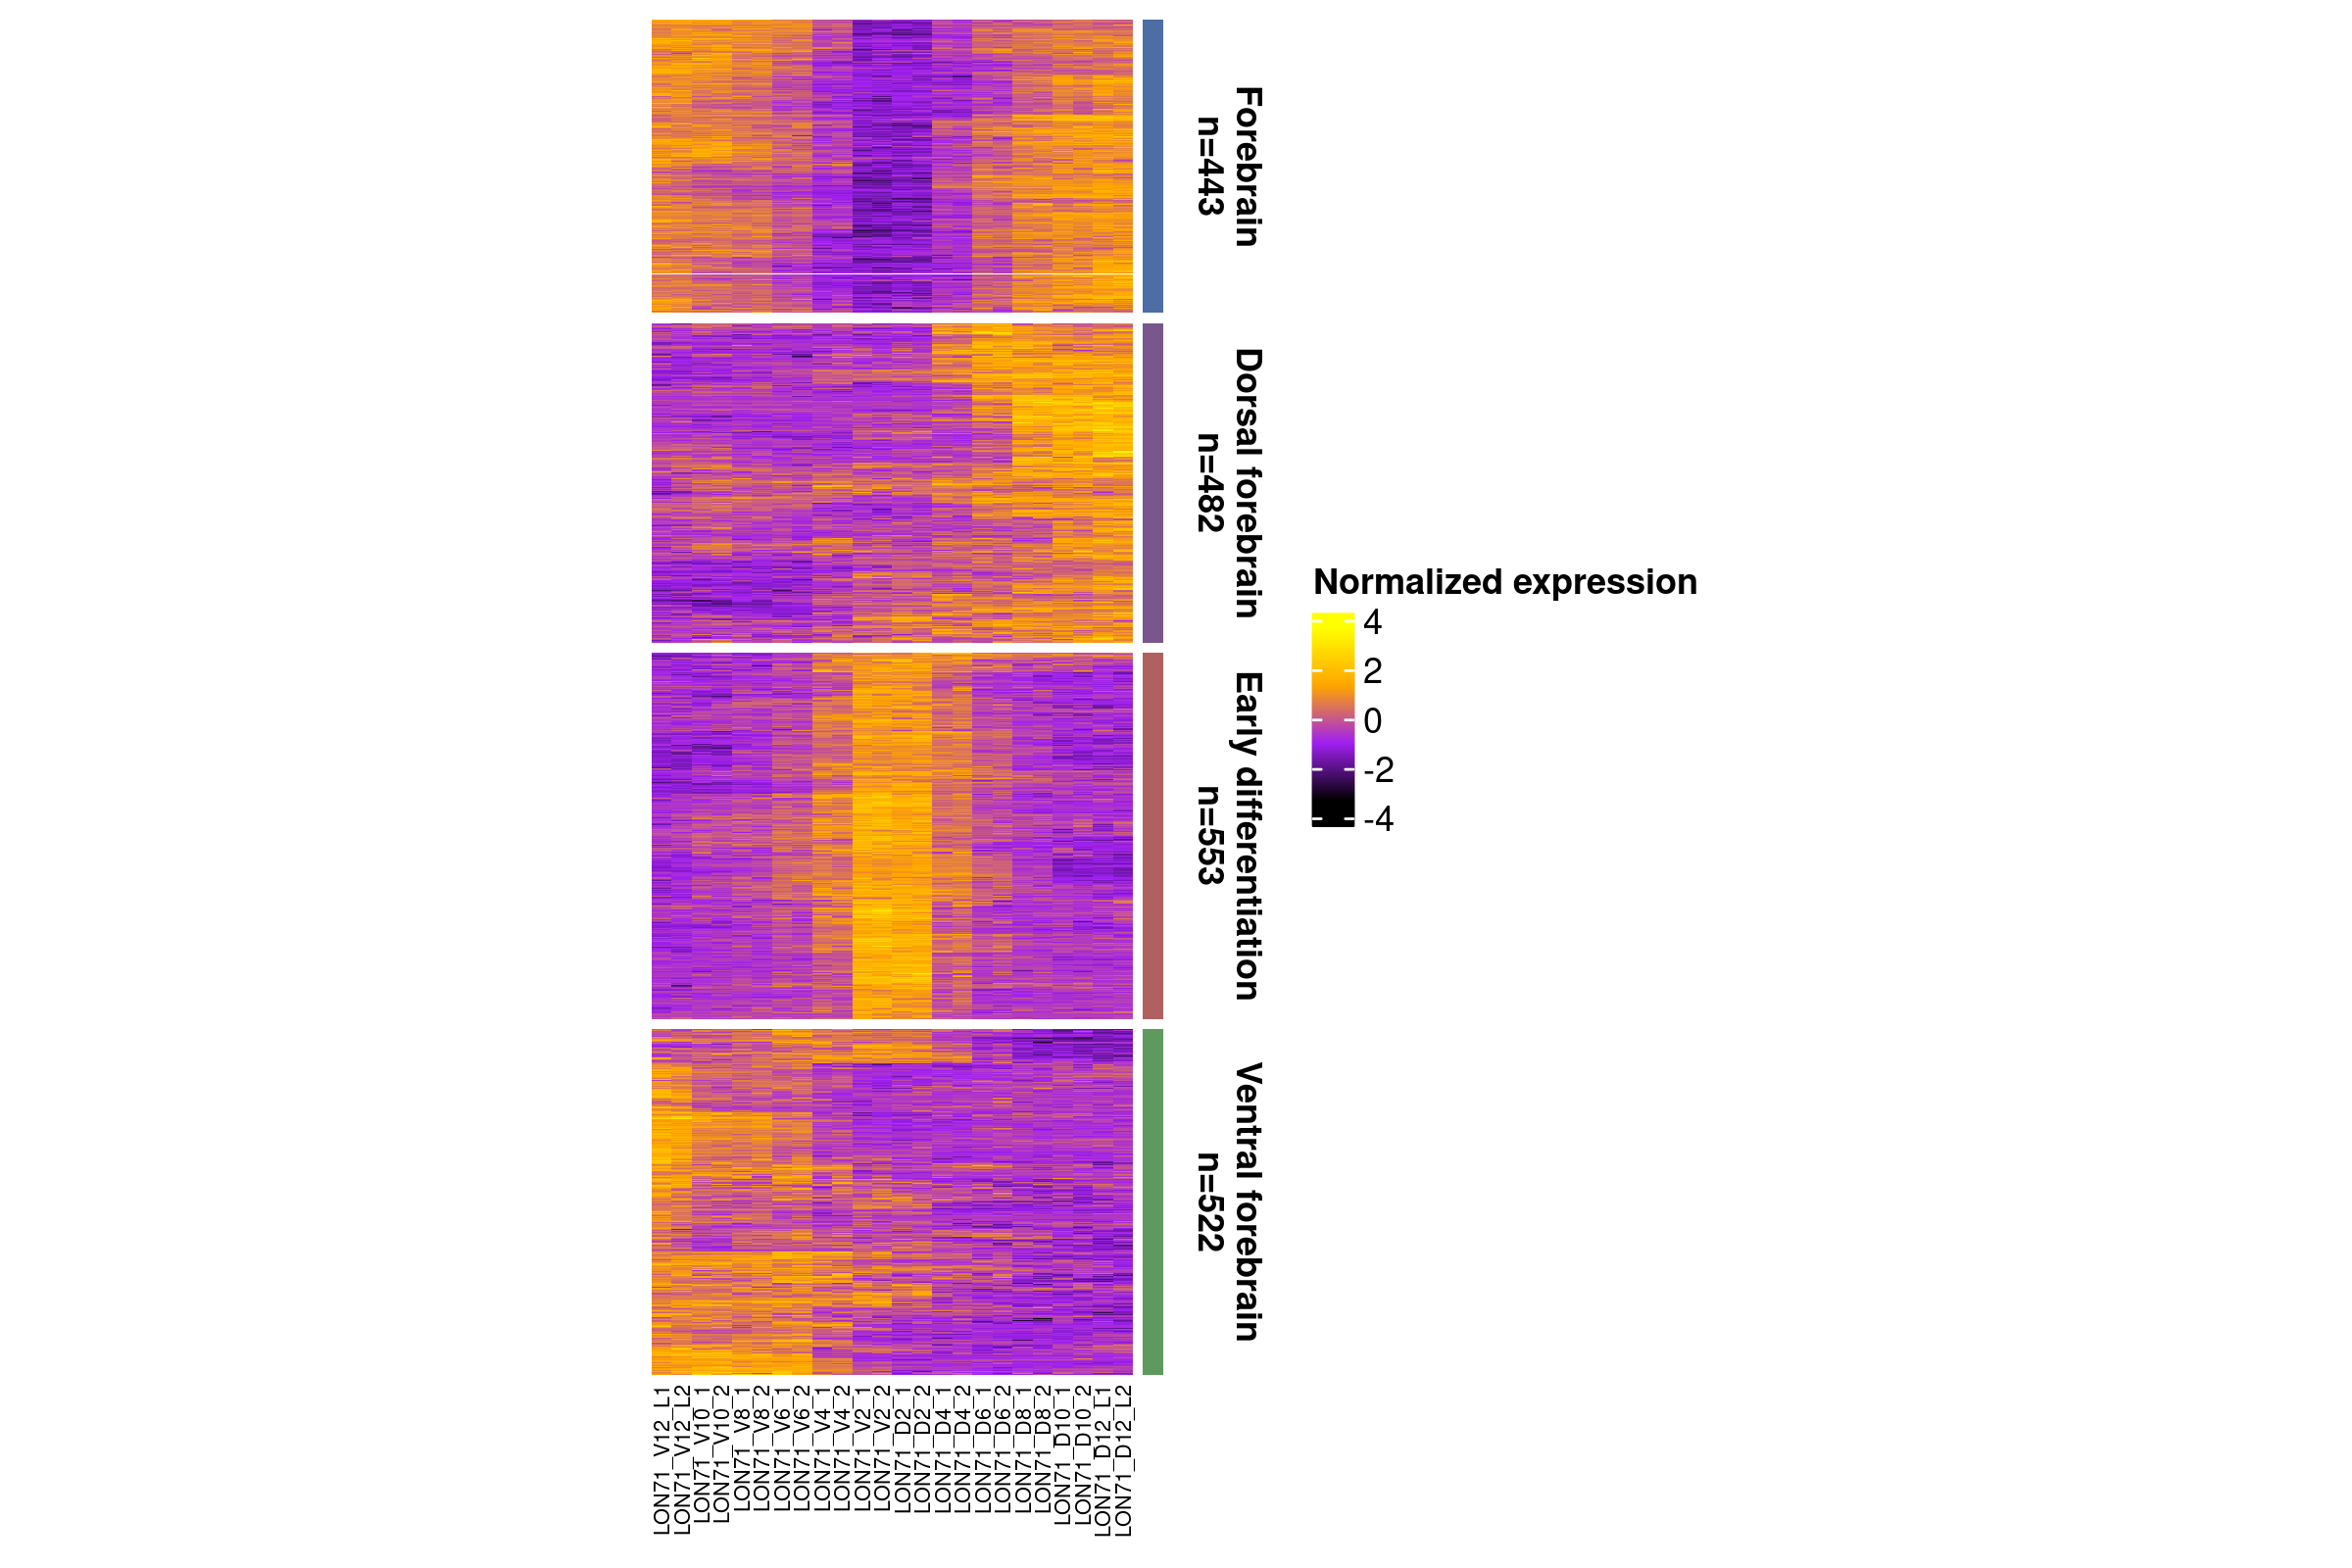 Forebrain
n=443
Dorsal forebrain
n=482
Early differentiation
n=553
Ventral forebrain
n=522
Normalized expression
4
2
0
-2
-4
LON71_V12_L1
LON71_V12_L2
LON71_V10_1
LON71_V10_2
LON71_V8_1
LON71_V8_2
LON71_V6_1
LON71_V6_2
LON71_V4_1
LON71_V4_2
LON71_V2_1
LON71_V2_2
LON71_D2_1
LON71_D2_2
LON71_D4_1
LON71_D4_2
LON71_D6_1
LON71_D6_2
LON71_D8_1
LON71_D8_2
LON71_D10_1
LON71_D10_2
LON71_D12_L1
LON71_D12_L2